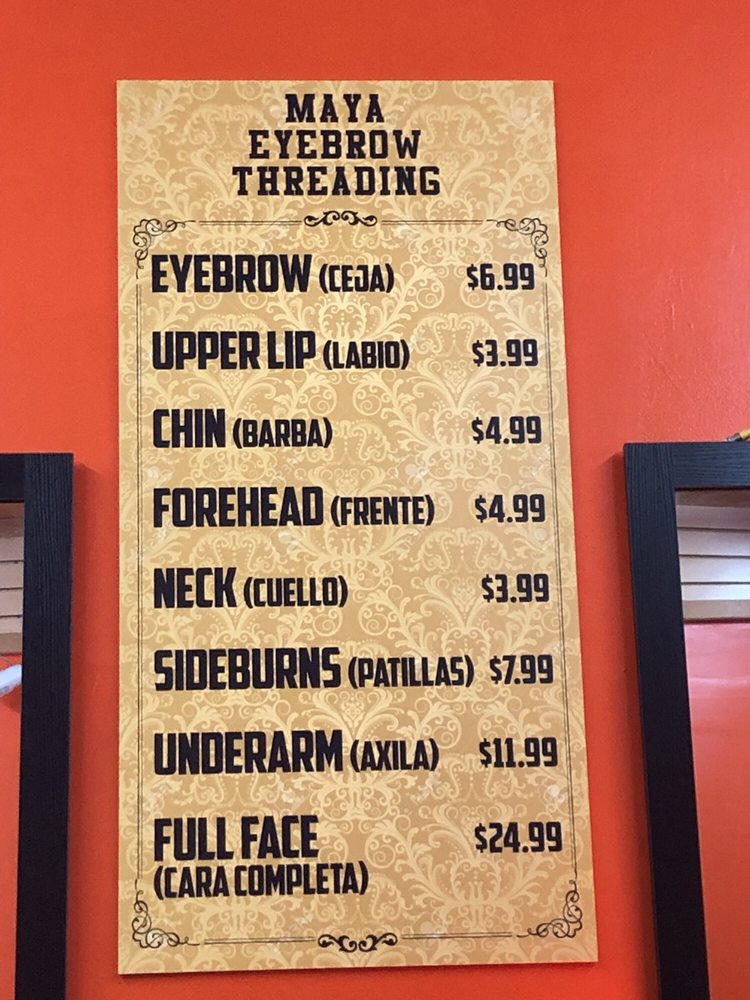 MAYA
EYEBROW
THREADING
EYEBROW (CEJA) $6.99
UPPER LIP (LABIO) $3.99
CHIN (BARBA) $4.99
FOREHEAD (FRENTE) $4.99
NECK (CUELLO) $3.99
SIDEBURNS (PATILLAS) $7.99
UNDERARM (AXILA) $11.99
FULL FACE $24.99
(CARA COMPLETA)